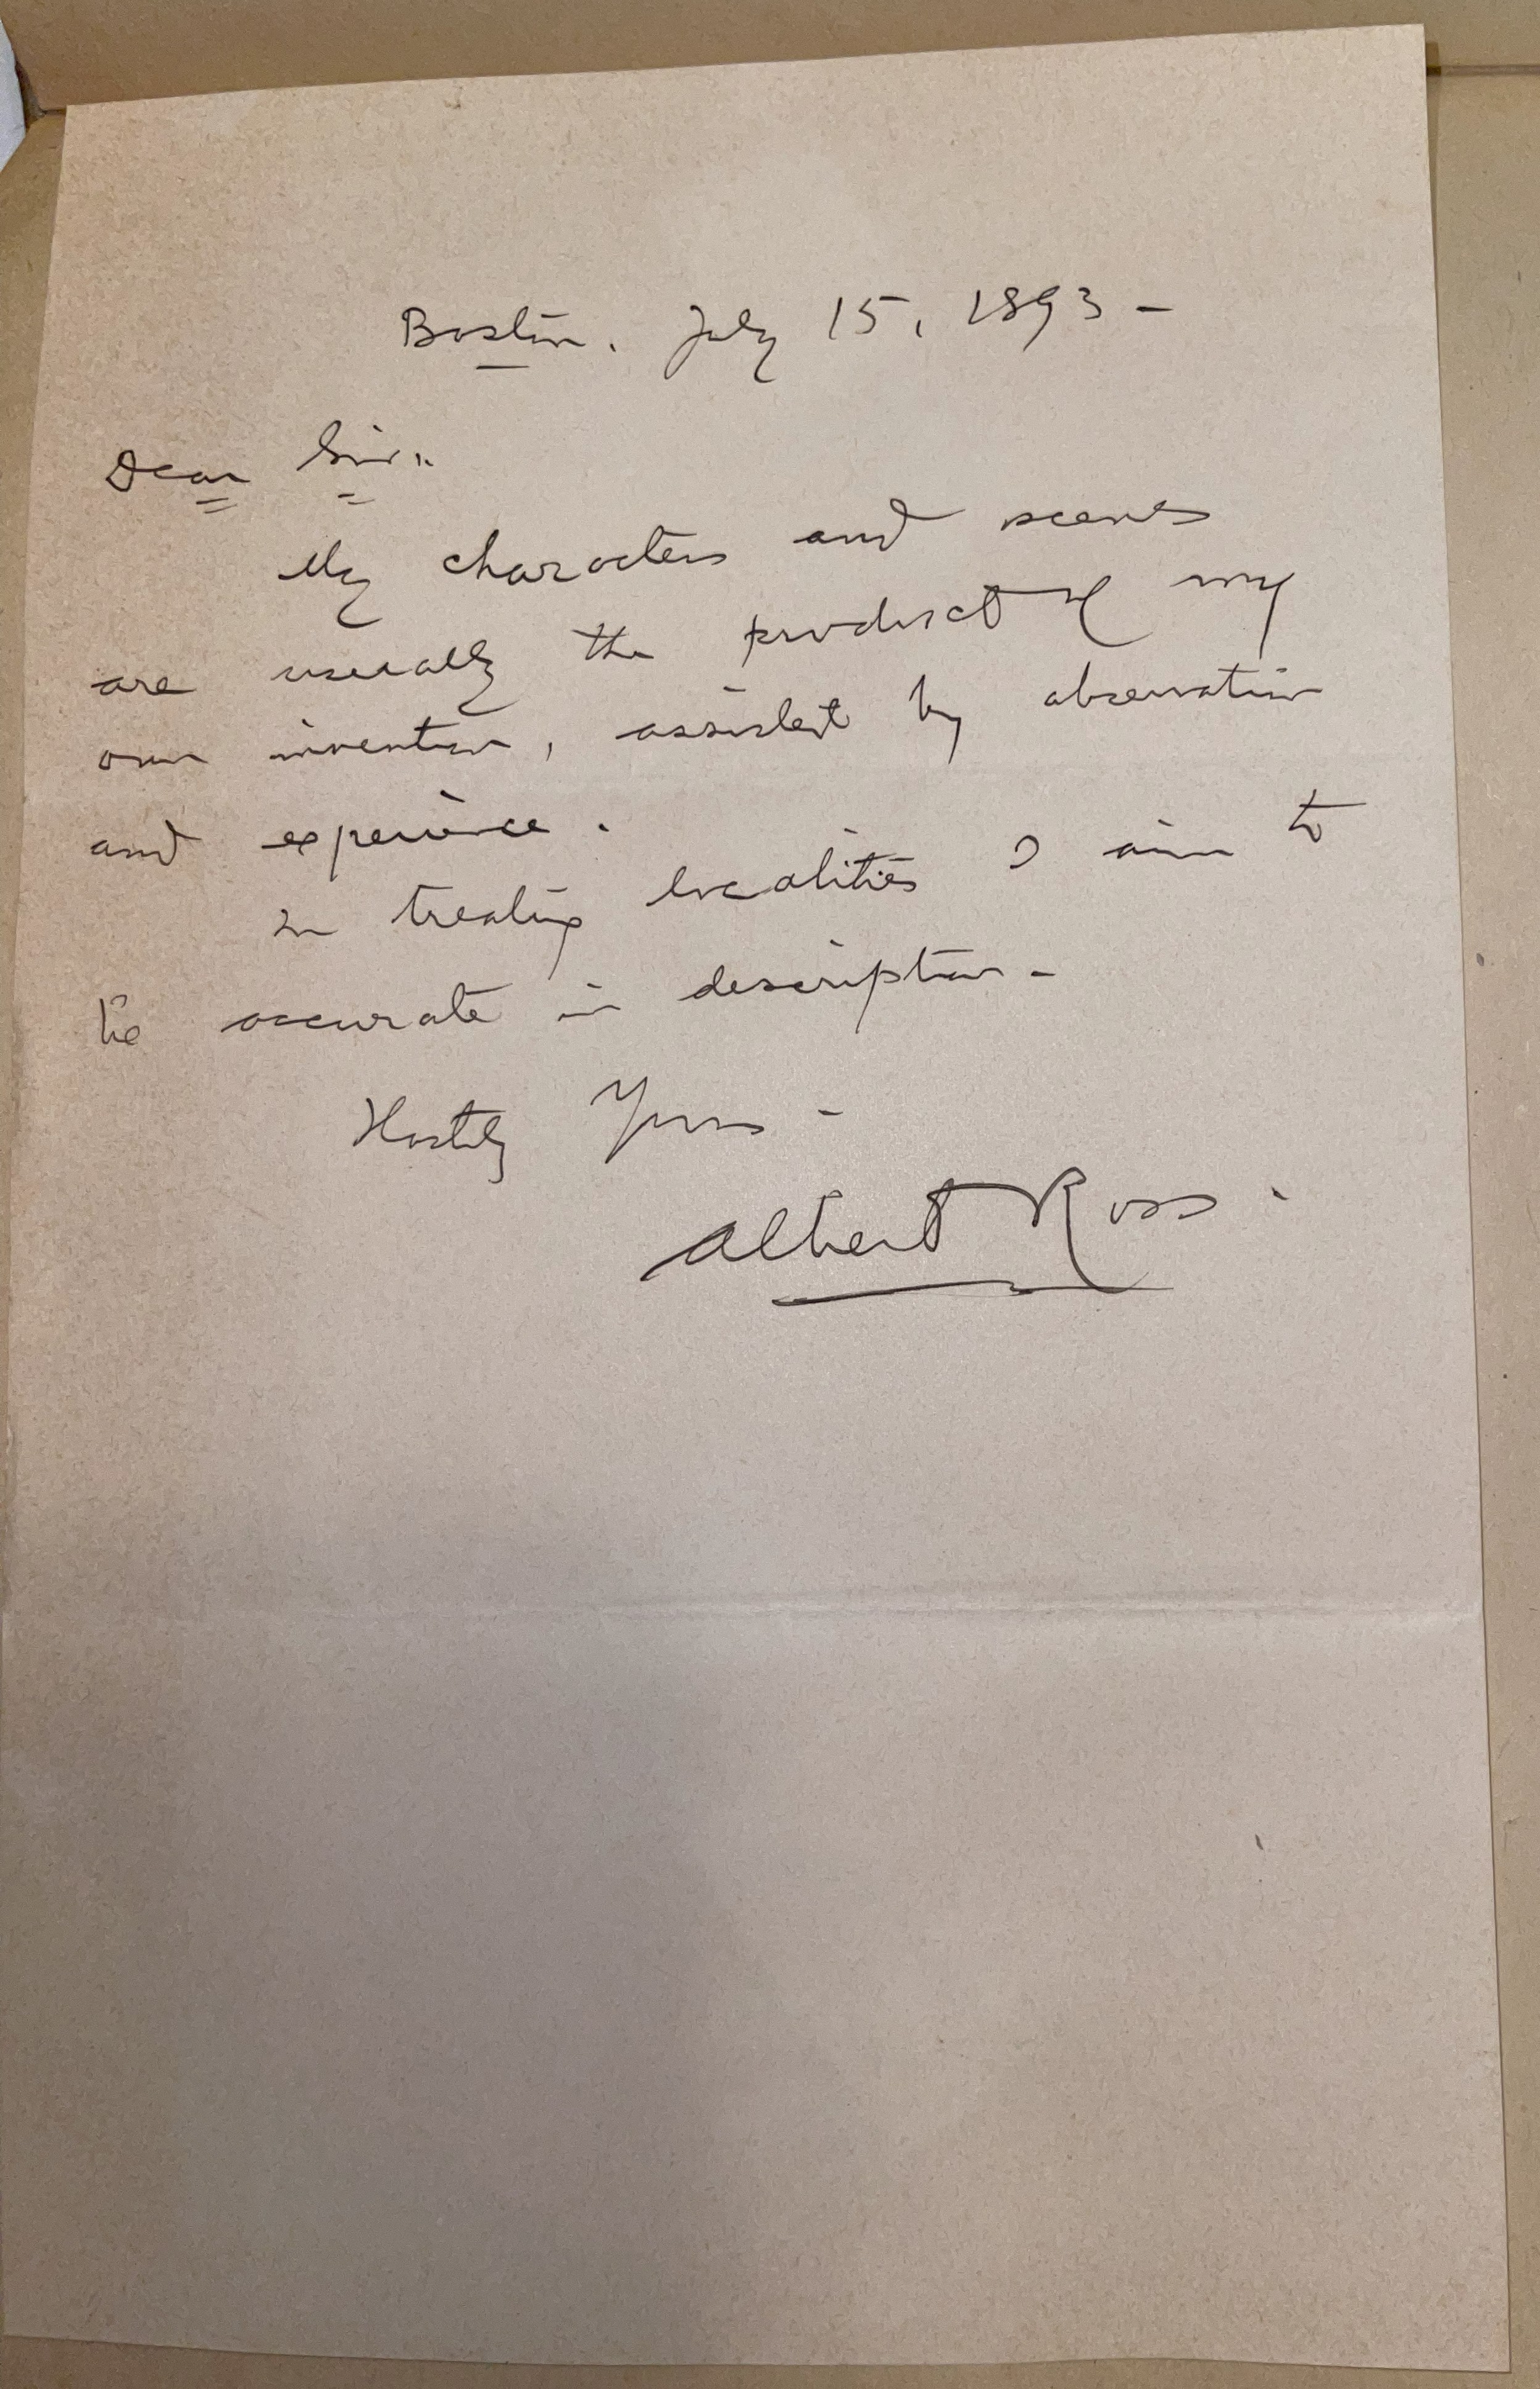 Boston. July 15, 1893 -
Dear Sir:
My characters and scenes
are usually the product of my
own invention, assisted by observation
and experience.
In treating localities I aim to
be accurate in description -
Hastily Yours -
Albert Ross.